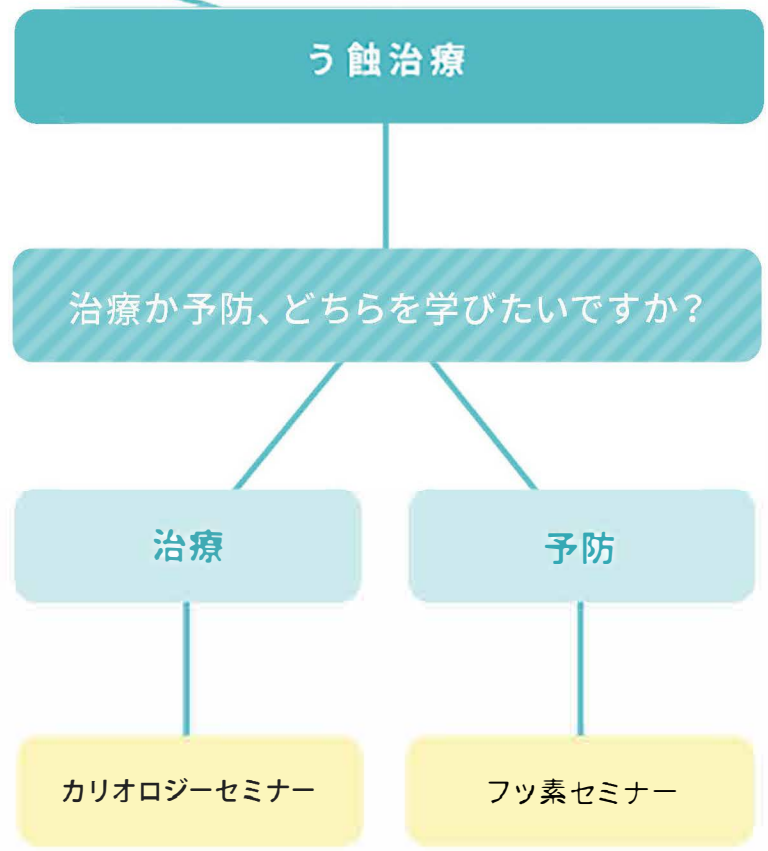 う蝕治療
治療か予防、どちらを学びたいですか？
治療
予防
カリオロジーセミナー
フッ素セミナー